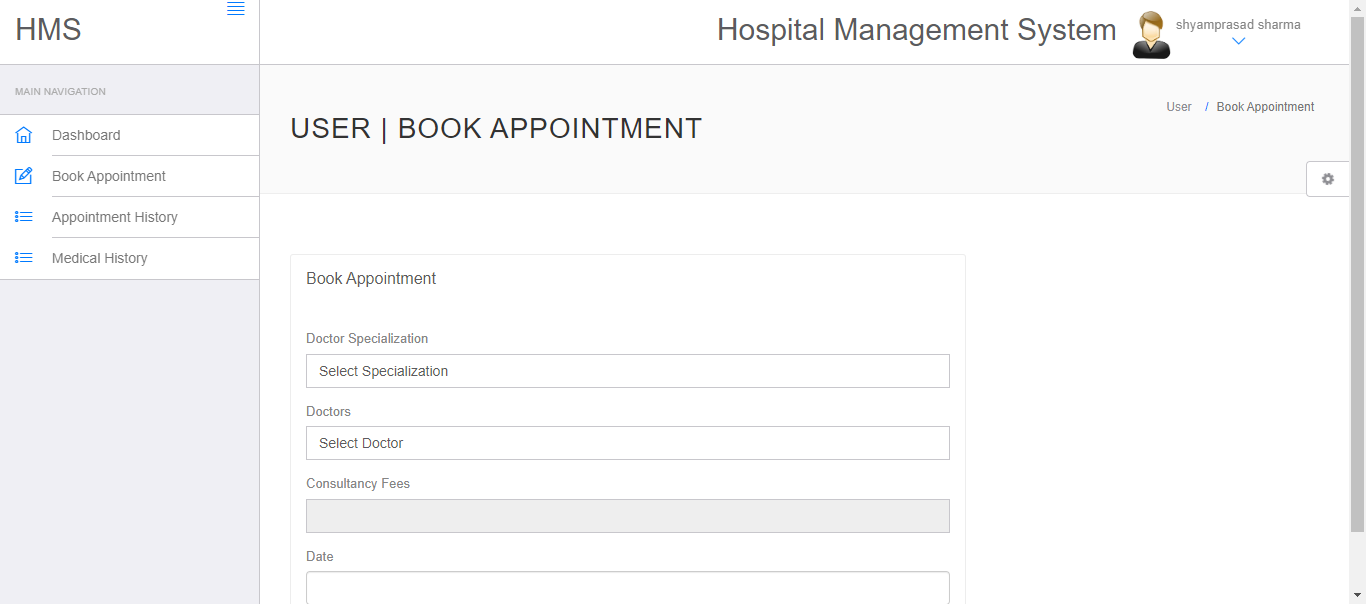 HMS
Hospital Management System
shyamprasad sharma
MAIN NAVIGATION
Dashboard
Book Appointment
Appointment History
Medical History
USER | BOOK APPOINTMENT
User / Book Appointment
Book Appointment
Doctor Specialization
Select Specialization
Doctors
Select Doctor
Consultancy Fees
Date